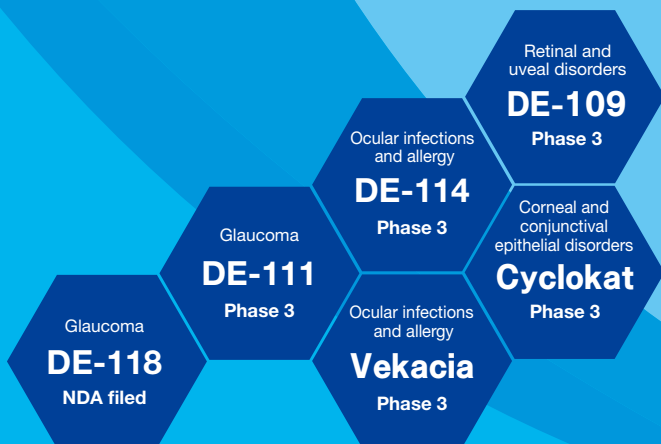 Retinal and
uveal disorders
DE-109
Phase 3
Ocular infections
and allergy
DE-114
Phase 3
Corneal and
conjunctival
epithelial disorders
Cyclokat
Phase 3
Glaucoma
DE-111
Phase 3
Ocular infections
and allergy
Vekacia
Phase 3
Glaucoma
DE-118
NDA filed